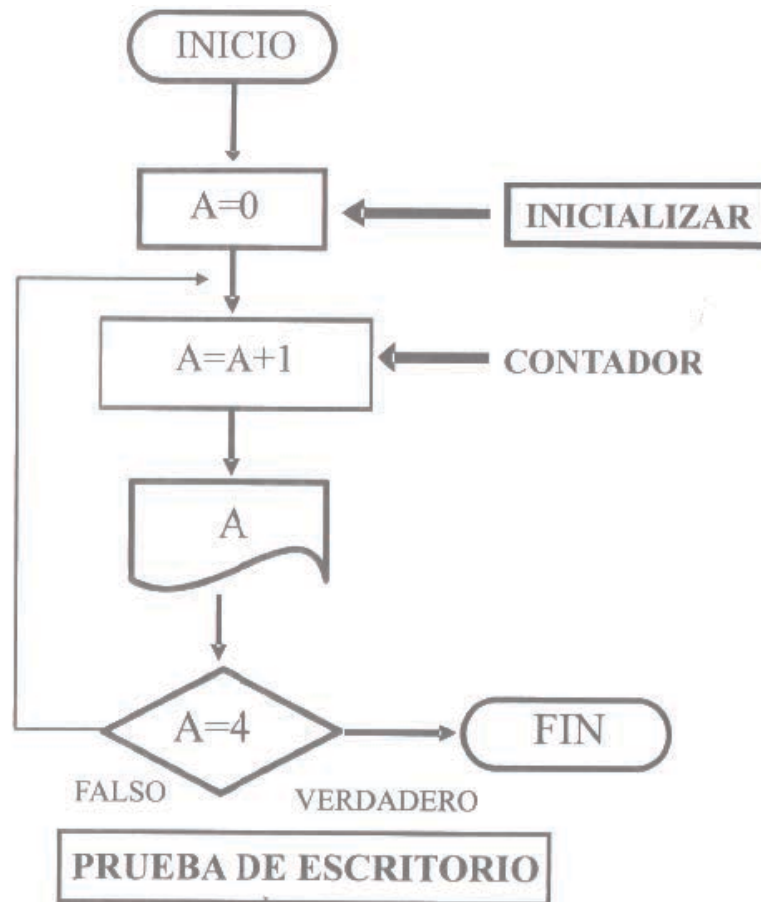 INICIO
A=0
INICIALIZAR
A=A+1
CONTADOR
A
A=4
FIN
FALSO
VERDADERO
PRUEBA DE ESCRITORIO